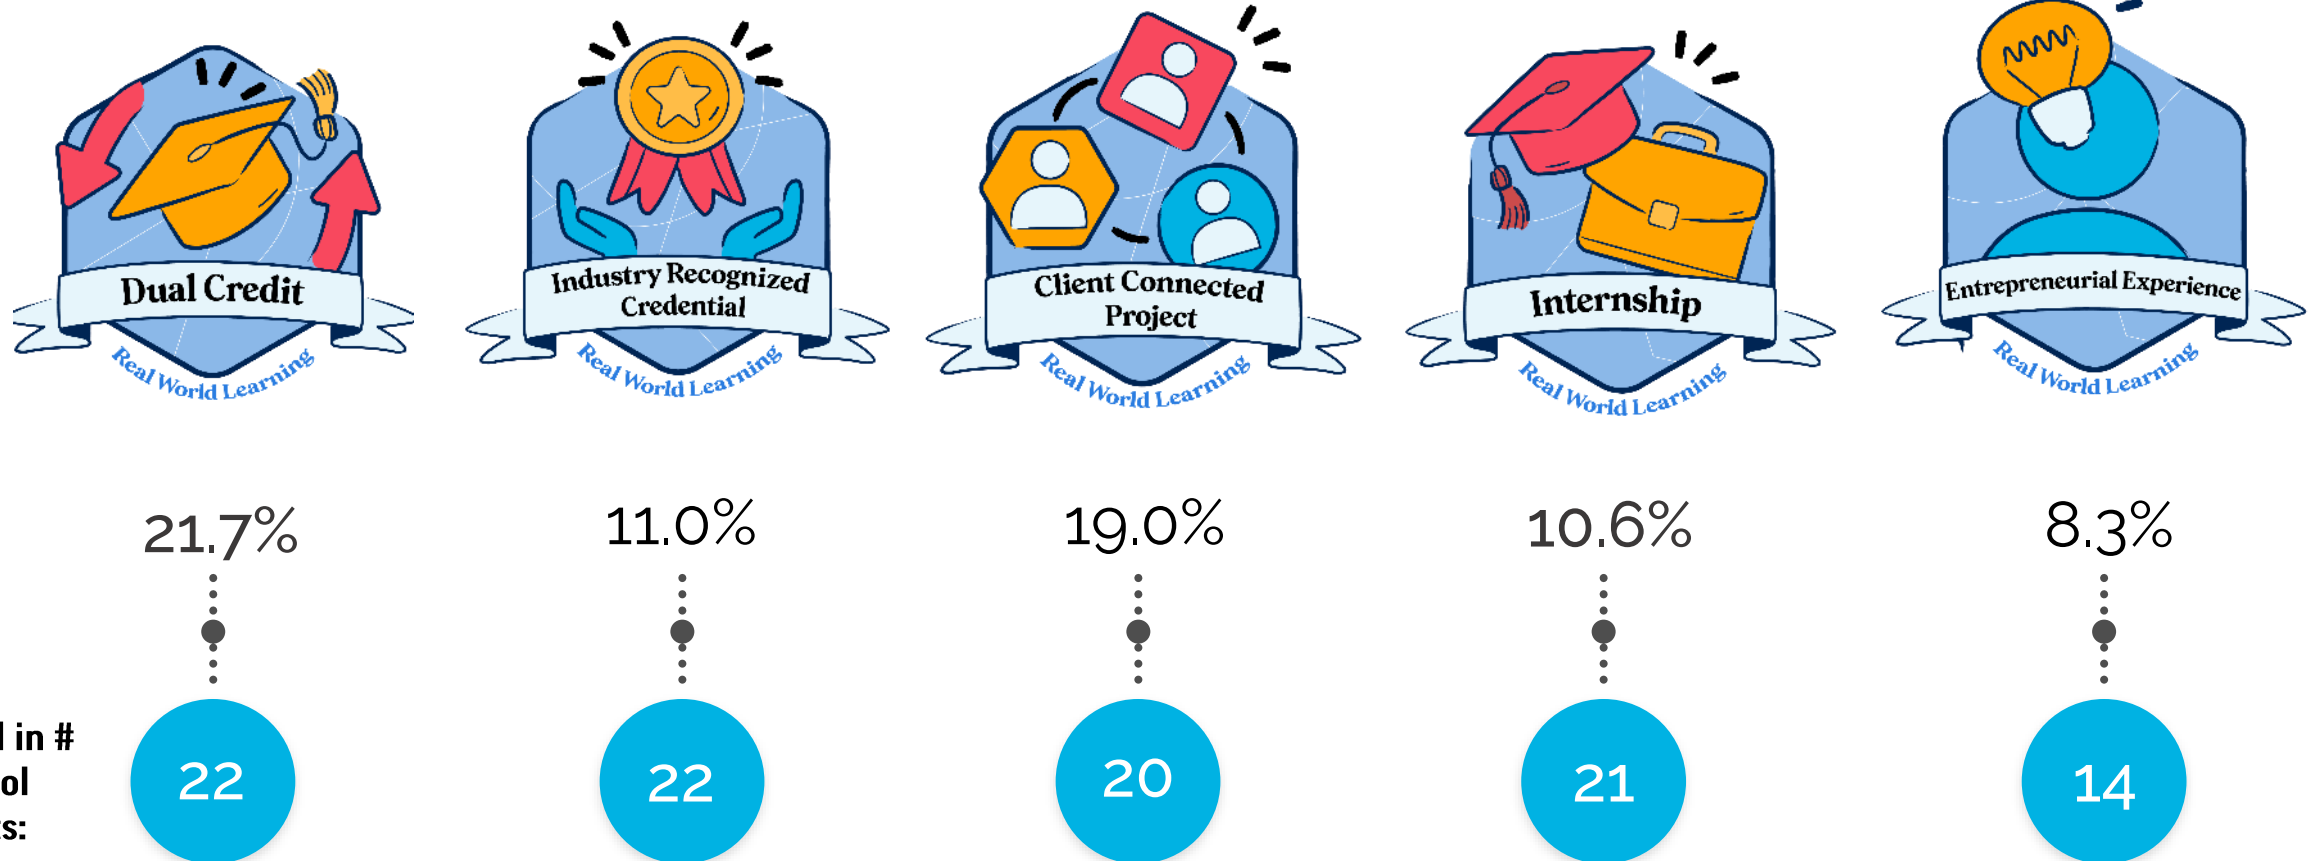 Dual Credit
Real World Learning
Industry Recognized
Credential
Real World Learning
Client Connected
Project
Real World Learning
Internship
Real World Learning
Entrepreneurial Experience
Real World Learning
21.7%
11.0%
19.0%
10.6%
8.3%
in #
22
22
20
21
14